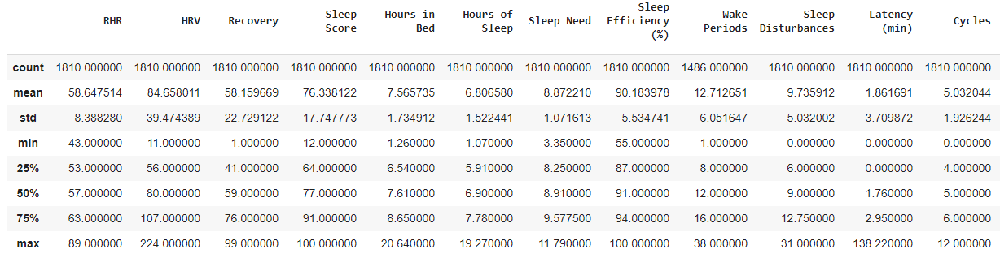 RHR HRV Recovery Sleep Score Hours in Bed Hours of Sleep Sleep Need Sleep Efficiency (%) Wake Periods Sleep Disturbances Latency (min) Cycles
count 1810.000000 1810.000000 1810.000000 1810.000000 1810.000000 1810.000000 1810.000000 1810.000000 1486.000000 1810.000000 1810.000000 1810.000000
mean 58.647514 84.658011 58.159669 76.338122 7.565735 6.806580 8.872210 90.183978 12.712651 9.735912 1.861691 5.032044
std 8.388280 39.474389 22.729122 17.747773 1.734912 1.522441 1.071613 5.534741 6.051647 5.032002 3.709872 1.926244
min 43.000000 11.000000 1.000000 12.000000 1.260000 1.070000 3.350000 55.000000 1.000000 0.000000 0.000000 0.000000
25% 53.000000 56.000000 41.000000 64.000000 6.540000 5.910000 8.250000 87.000000 8.000000 6.000000 0.000000 4.000000
50% 57.000000 80.000000 59.000000 77.000000 7.610000 6.900000 8.910000 91.000000 12.000000 9.000000 1.760000 5.000000
75% 63.000000 107.000000 76.000000 91.000000 8.650000 7.780000 9.577500 94.000000 16.000000 12.750000 2.950000 6.000000
max 89.000000 224.000000 99.000000 100.000000 20.640000 19.270000 11.790000 100.000000 38.000000 31.000000 138.220000 12.000000